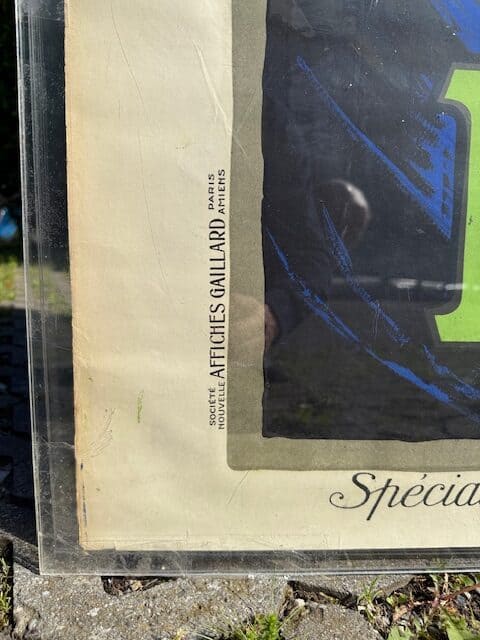 SOCIÉTÉ
NOUVELLE
AFFICHES GAILLARD
PARIS
AMIENS
Spécia